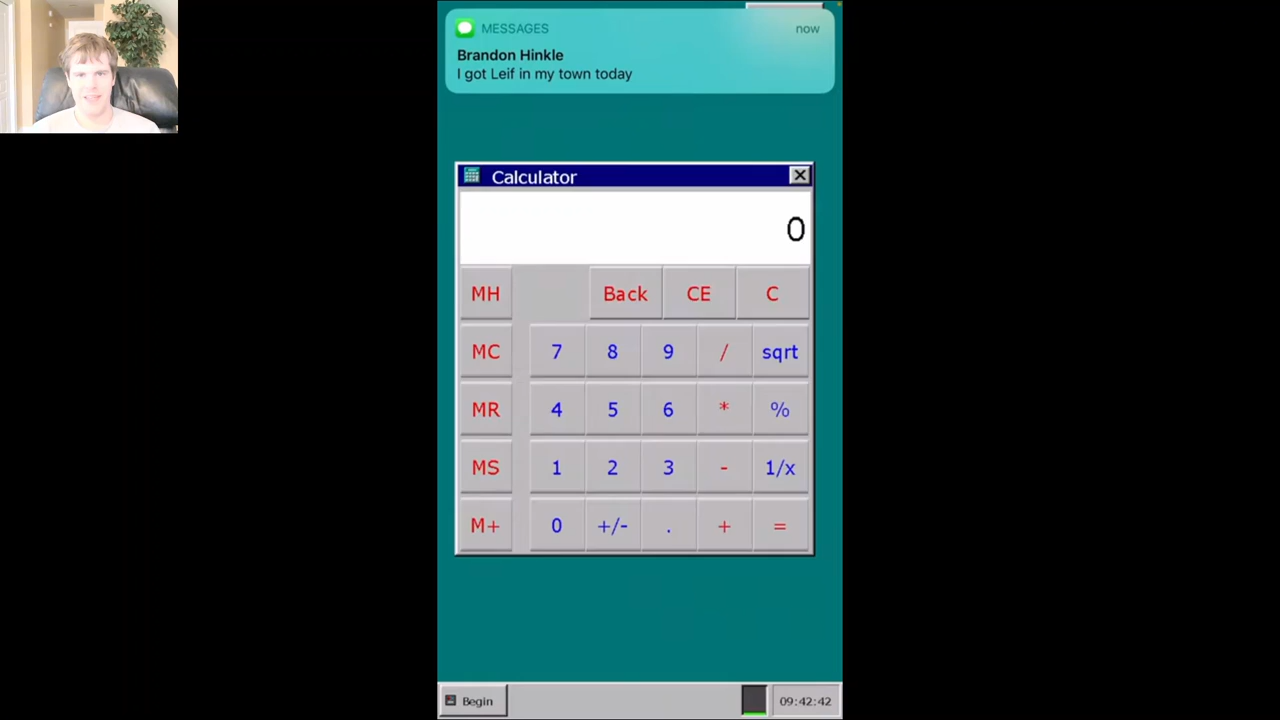 MESSAGES now
Brandon Hinkle
I got Leif in my town today
Calculator
0
MH Back CE C
MC 7 8 9 / sqrt
MR 4 5 6 * %
MS 1 2 3 - 1/x
M+ 0 +/- . + =
Begin 09:42:42